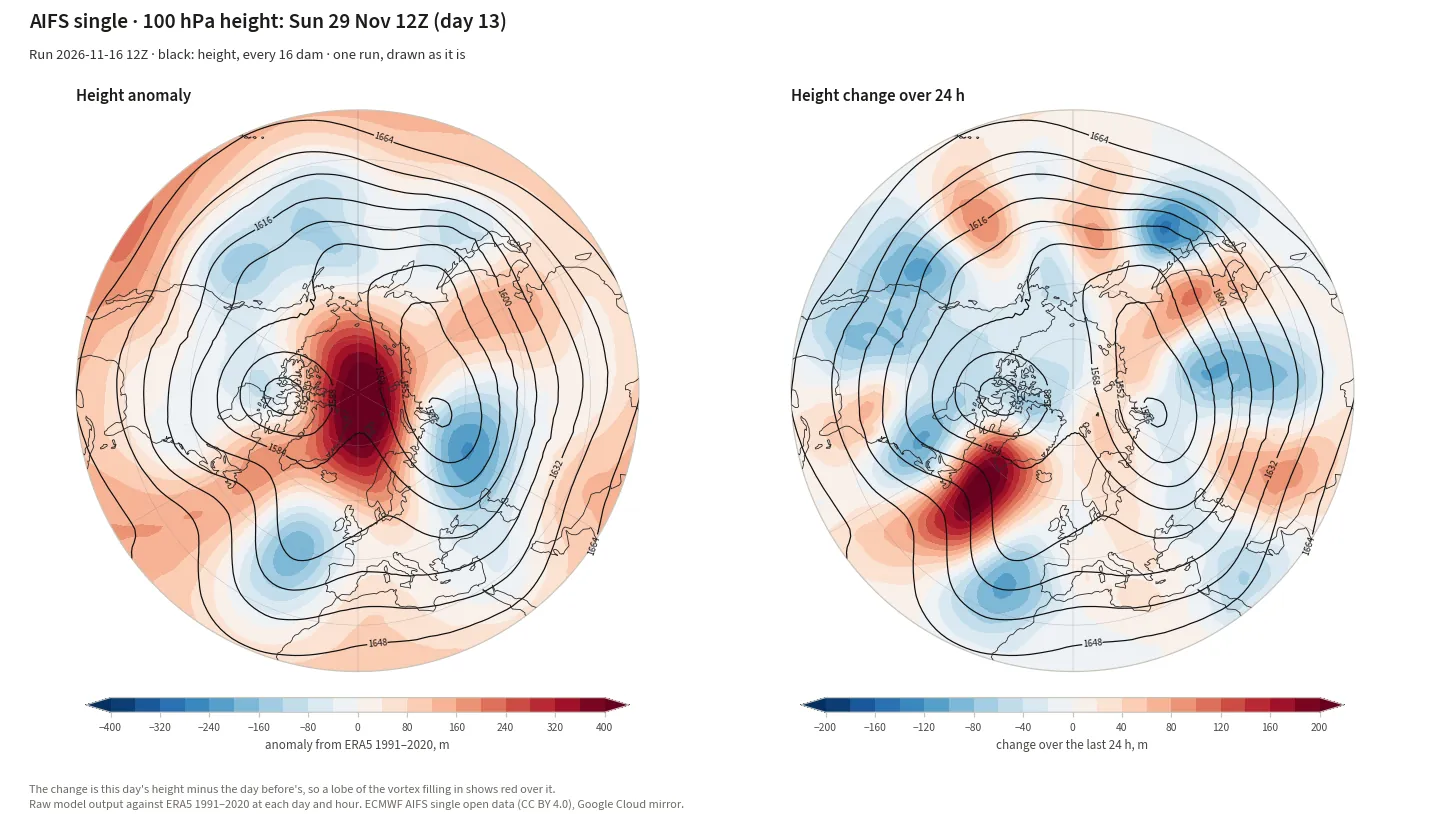 AIFS single · 100 hPa height: Sun 29 Nov 12Z (day 13)
Run 2026-11-16 12Z · black: height, every 16 dam · one run, drawn as it is
Height anomaly
Height change over 24 h
1664
1616
1600
1584
1632
1664
1648
1664
1616
1600
1568
1552
1584
1632
1664
1648
−400 −320 −240 −160 −80 0 80 160 240 320 400
anomaly from ERA5 1991–2020, m
−200 −160 −120 −80 −40 0 40 80 120 160 200
change over the last 24 h, m
The change is this day's height minus the day before's, so a lobe of the vortex filling in shows red over it.
Raw model output against ERA5 1991–2020 at each day and hour. ECMWF AIFS single open data (CC BY 4.0), Google Cloud mirror.